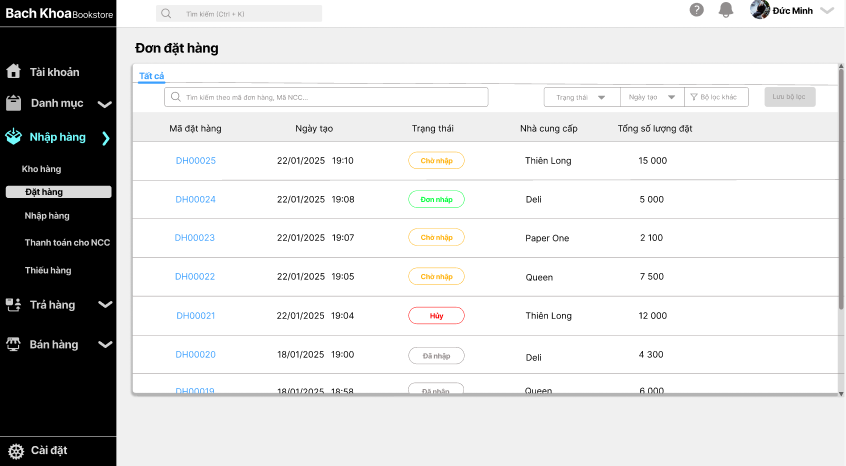 Bach Khoa Bookstore
Tìm kiếm (Ctrl + K)
?
Đức Minh
Tài khoản
Danh mục
Nhập hàng
Kho hàng
Đặt hàng
Nhập hàng
Thanh toán cho NCC
Thiếu hàng
Trả hàng
Bán hàng
Cài đặt
Đơn đặt hàng
Tất cả
Tìm kiếm theo mã đơn hàng, Mã NCC...
Trạng thái
Ngày tạo
Bộ lọc khác
Lưu bộ lọc
Mã đặt hàng Ngày tạo Trạng thái Nhà cung cấp Tổng số lượng đặt
DH00025 22/01/2025 19:10 Chờ nhập Thiên Long 15 000
DH00024 22/01/2025 19:08 Đơn nháp Deli 5 000
DH00023 22/01/2025 19:07 Chờ nhập Paper One 2 100
DH00022 22/01/2025 19:05 Chờ nhập Queen 7 500
DH00021 22/01/2025 19:04 Hủy Thiên Long 12 000
DH00020 18/01/2025 19:00 Đã nhập Deli 4 300
DH00019 18/01/2025 18:58 Đã nhập Queen 6 000